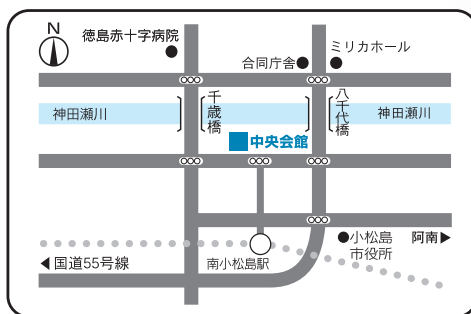 N
徳島赤十字病院
ミリカホール
合同庁舎
神田瀬川
千歳橋
八千代橋
神田瀬川
中央会館
小松島
市役所
阿南
国道55号線
南小松島駅